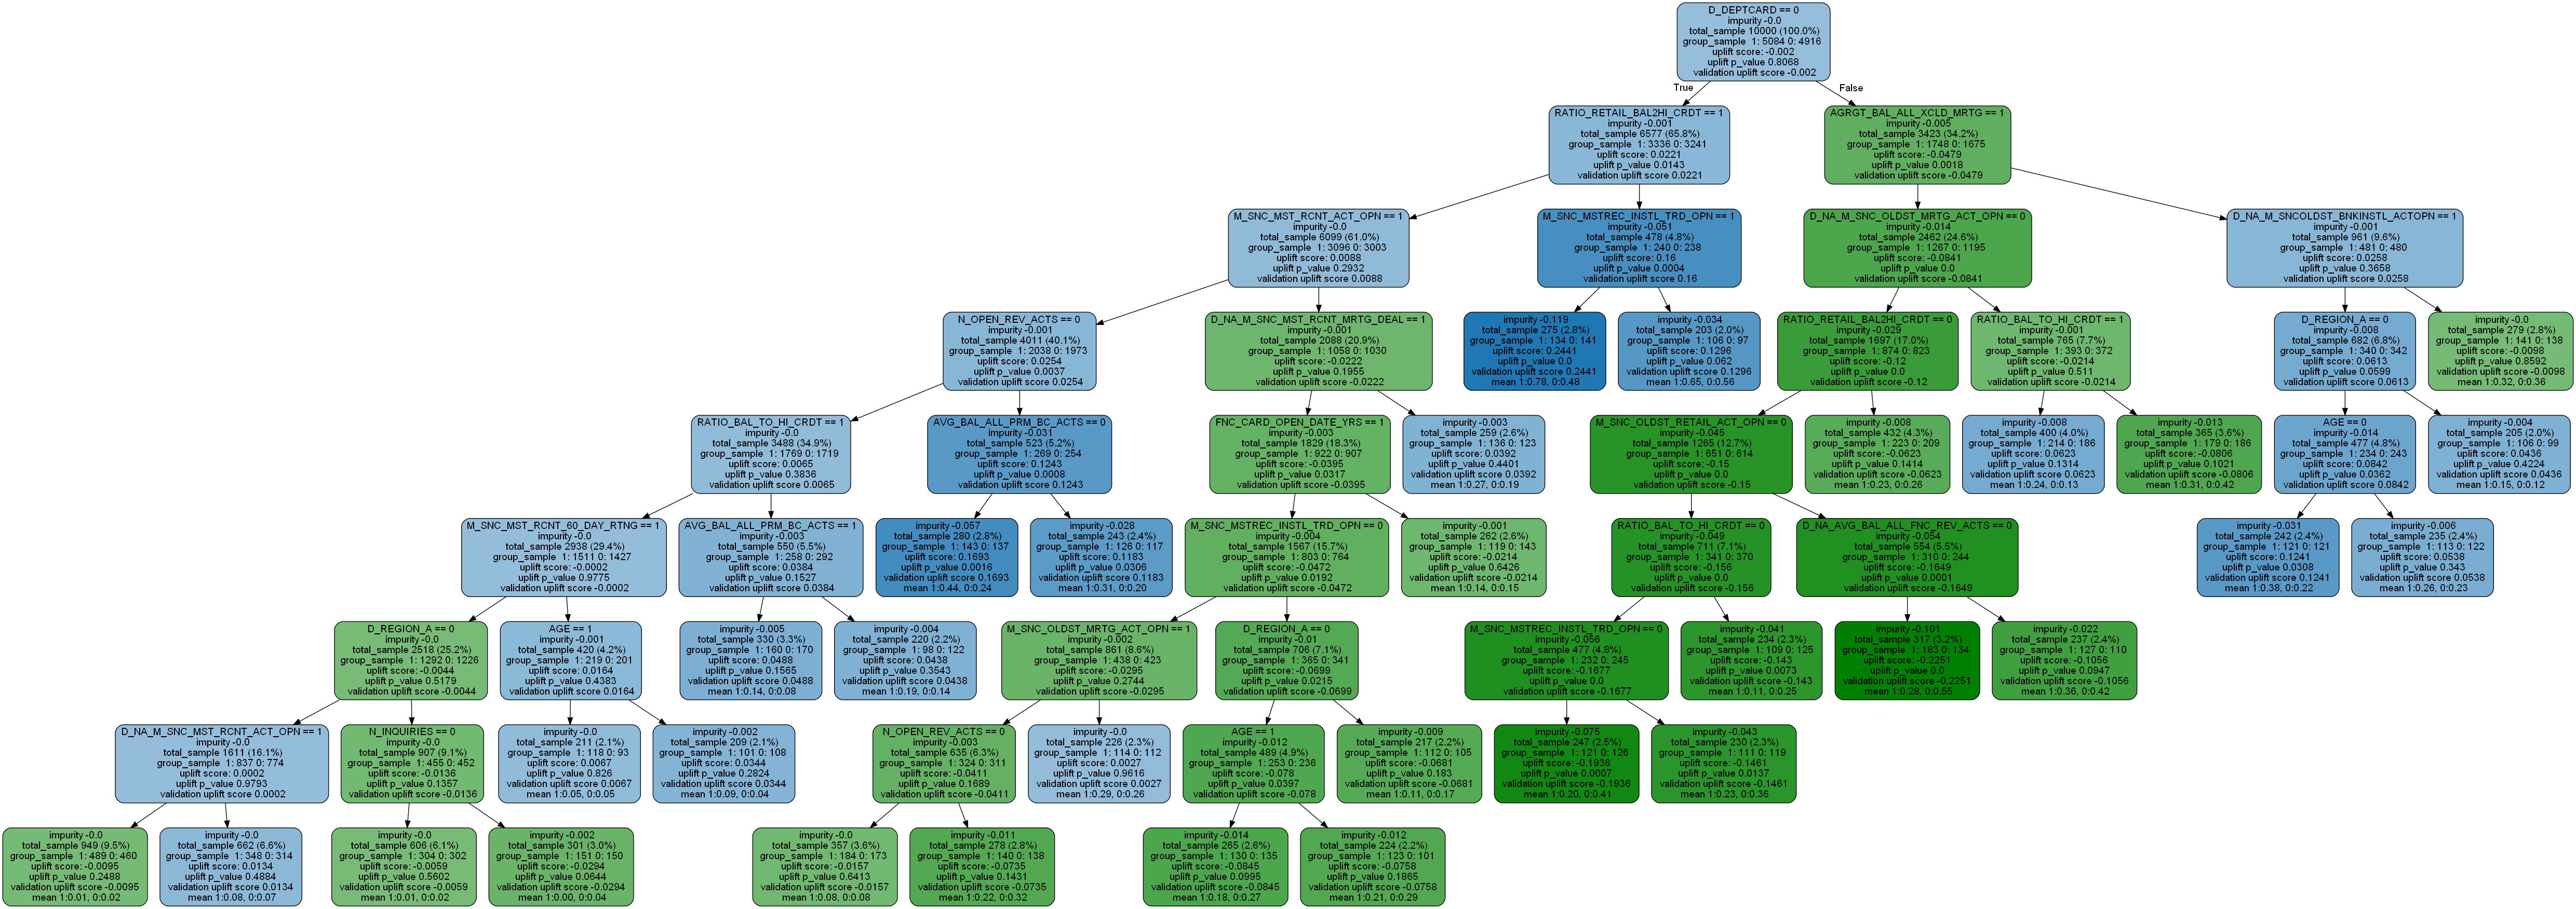 D_DEPTCARD == 0
impurity -0.0
total_sample 10000 (100.0%)
group_sample 1: 5084 0: 4916
uplift score: -0.002
uplift p_value 0.8068
validation uplift score -0.002
True
False
RATIO_RETAIL_BAL2HI_CRDT == 1
impurity -0.001
total_sample 6577 (65.8%)
group_sample 1: 3336 0: 3241
uplift score: 0.0221
uplift p_value 0.0143
validation uplift score 0.0221
AGRGT_BAL_ALL_XCLD_MRTG == 1
impurity -0.005
total_sample 3423 (34.2%)
group_sample 1: 1748 0: 1675
uplift score: -0.0479
uplift p_value 0.0018
validation uplift score -0.0479
M_SNC_MST_RCNT_ACT_OPN == 1
impurity -0.0
total_sample 6099 (61.0%)
group_sample 1: 3096 0: 3003
uplift score: 0.0088
uplift p_value 0.2932
validation uplift score 0.0088
M_SNC_MSTREC_INSTL_TRD_OPN == 1
impurity -0.051
total_sample 478 (4.8%)
group_sample 1: 240 0: 238
uplift score: 0.16
uplift p_value 0.0004
validation uplift score 0.16
D_NA_M_SNC_OLDST_MRTG_ACT_OPN == 0
impurity -0.014
total_sample 2462 (24.6%)
group_sample 1: 1267 0: 1195
uplift score: -0.0841
uplift p_value 0.0
validation uplift score -0.0841
D_NA_M_SNCOLDST_BNKINSTL_ACTOPN == 1
impurity -0.001
total_sample 961 (9.6%)
group_sample 1: 481 0: 480
uplift score: 0.0258
uplift p_value 0.3658
validation uplift score 0.0258
N_OPEN_REV_ACTS == 0
impurity -0.001
total_sample 4011 (40.1%)
group_sample 1: 2038 0: 1973
uplift score: 0.0254
uplift p_value 0.0037
validation uplift score 0.0254
D_NA_M_SNC_MST_RCNT_MRTG_DEAL == 1
impurity -0.001
total_sample 2088 (20.9%)
group_sample 1: 1058 0: 1030
uplift score: -0.0222
uplift p_value 0.1955
validation uplift score -0.0222
impurity -0.119
total_sample 275 (2.8%)
group_sample 1: 134 0: 141
uplift score: 0.2441
uplift p_value 0.0
validation uplift score 0.2441
mean 1:0.78, 0:0.48
impurity -0.034
total_sample 203 (2.0%)
group_sample 1: 106 0: 97
uplift score: 0.1296
uplift p_value 0.062
validation uplift score 0.1296
mean 1:0.65, 0:0.56
RATIO_RETAIL_BAL2HI_CRDT == 0
impurity -0.029
total_sample 1697 (17.0%)
group_sample 1: 874 0: 823
uplift score: -0.12
uplift p_value 0.0
validation uplift score -0.12
RATIO_BAL_TO_HI_CRDT == 1
impurity -0.001
total_sample 765 (7.7%)
group_sample 1: 393 0: 372
uplift score: -0.0214
uplift p_value 0.511
validation uplift score -0.0214
D_REGION_A == 0
impurity -0.008
total_sample 682 (6.8%)
group_sample 1: 340 0: 342
uplift score: 0.0613
uplift p_value 0.0599
validation uplift score 0.0613
impurity -0.0
total_sample 279 (2.8%)
group_sample 1: 141 0: 138
uplift score: -0.0098
uplift p_value 0.8592
validation uplift score -0.0098
mean 1:0.32, 0:0.36
RATIO_BAL_TO_HI_CRDT == 1
impurity -0.0
total_sample 3488 (34.9%)
group_sample 1: 1769 0: 1719
uplift score: 0.0065
uplift p_value 0.3836
validation uplift score 0.0065
AVG_BAL_ALL_PRM_BC_ACTS == 0
impurity -0.031
total_sample 523 (5.2%)
group_sample 1: 269 0: 254
uplift score: 0.1243
uplift p_value 0.0008
validation uplift score 0.1243
FNC_CARD_OPEN_DATE_YRS == 1
impurity -0.003
total_sample 1829 (18.3%)
group_sample 1: 922 0: 907
uplift score: -0.0395
uplift p_value 0.0317
validation uplift score -0.0395
impurity -0.003
total_sample 259 (2.6%)
group_sample 1: 136 0: 123
uplift score: 0.0392
uplift p_value 0.4401
validation uplift score 0.0392
mean 1:0.27, 0:0.19
M_SNC_OLDST_RETAIL_ACT_OPN == 0
impurity -0.045
total_sample 1265 (12.7%)
group_sample 1: 651 0: 614
uplift score: -0.15
uplift p_value 0.0
validation uplift score -0.15
impurity -0.008
total_sample 432 (4.3%)
group_sample 1: 223 0: 209
uplift score: -0.0623
uplift p_value 0.1414
validation uplift score -0.0623
mean 1:0.23, 0:0.26
impurity -0.008
total_sample 400 (4.0%)
group_sample 1: 214 0: 186
uplift score: 0.0623
uplift p_value 0.1314
validation uplift score 0.0623
mean 1:0.24, 0:0.13
impurity -0.013
total_sample 365 (3.6%)
group_sample 1: 179 0: 186
uplift score: -0.0806
uplift p_value 0.1021
validation uplift score -0.0806
mean 1:0.31, 0:0.42
AGE == 0
impurity -0.014
total_sample 477 (4.8%)
group_sample 1: 234 0: 243
uplift score: 0.0842
uplift p_value 0.0362
validation uplift score 0.0842
impurity -0.004
total_sample 205 (2.0%)
group_sample 1: 106 0: 99
uplift score: 0.0436
uplift p_value 0.4224
validation uplift score 0.0436
mean 1:0.15, 0:0.12
M_SNC_MST_RCNT_60_DAY_RTNG == 1
impurity -0.0
total_sample 2938 (29.4%)
group_sample 1: 1511 0: 1427
uplift score: -0.0002
uplift p_value 0.9775
validation uplift score -0.0002
AVG_BAL_ALL_PRM_BC_ACTS == 1
impurity -0.003
total_sample 550 (5.5%)
group_sample 1: 258 0: 292
uplift score: 0.0384
uplift p_value 0.1527
validation uplift score 0.0384
impurity -0.057
total_sample 280 (2.8%)
group_sample 1: 143 0: 137
uplift score: 0.1693
uplift p_value 0.0016
validation uplift score 0.1693
mean 1:0.44, 0:0.24
impurity -0.028
total_sample 243 (2.4%)
group_sample 1: 126 0: 117
uplift score: 0.1183
uplift p_value 0.0306
validation uplift score 0.1183
mean 1:0.31, 0:0.20
M_SNC_MSTREC_INSTL_TRD_OPN == 0
impurity -0.004
total_sample 1567 (15.7%)
group_sample 1: 803 0: 764
uplift score: -0.0472
uplift p_value 0.0192
validation uplift score -0.0472
impurity -0.001
total_sample 262 (2.6%)
group_sample 1: 119 0: 143
uplift score: -0.0214
uplift p_value 0.6426
validation uplift score -0.0214
mean 1:0.14, 0:0.15
RATIO_BAL_TO_HI_CRDT == 0
impurity -0.049
total_sample 711 (7.1%)
group_sample 1: 341 0: 370
uplift score: -0.156
uplift p_value 0.0
validation uplift score -0.156
D_NA_AVG_BAL_ALL_FNC_REV_ACTS == 0
impurity -0.054
total_sample 554 (5.5%)
group_sample 1: 310 0: 244
uplift score: -0.1649
uplift p_value 0.0001
validation uplift score -0.1649
impurity -0.031
total_sample 242 (2.4%)
group_sample 1: 121 0: 121
uplift score: 0.1241
uplift p_value 0.0308
validation uplift score 0.1241
mean 1:0.38, 0:0.22
impurity -0.006
total_sample 235 (2.4%)
group_sample 1: 113 0: 122
uplift score: 0.0538
uplift p_value 0.343
validation uplift score 0.0538
mean 1:0.26, 0:0.23
D_REGION_A == 0
impurity -0.0
total_sample 2518 (25.2%)
group_sample 1: 1292 0: 1226
uplift score: -0.0044
uplift p_value 0.5179
validation uplift score -0.0044
AGE == 1
impurity -0.001
total_sample 420 (4.2%)
group_sample 1: 219 0: 201
uplift score: 0.0164
uplift p_value 0.4383
validation uplift score 0.0164
impurity -0.005
total_sample 330 (3.3%)
group_sample 1: 160 0: 170
uplift score: 0.0488
uplift p_value 0.1565
validation uplift score 0.0488
mean 1:0.14, 0:0.08
impurity -0.004
total_sample 220 (2.2%)
group_sample 1: 98 0: 122
uplift score: 0.0438
uplift p_value 0.3543
validation uplift score 0.0438
mean 1:0.19, 0:0.14
M_SNC_OLDST_MRTG_ACT_OPN == 1
impurity -0.002
total_sample 861 (8.6%)
group_sample 1: 438 0: 423
uplift score: -0.0295
uplift p_value 0.2744
validation uplift score -0.0295
D_REGION_A == 0
impurity -0.01
total_sample 706 (7.1%)
group_sample 1: 365 0: 341
uplift score: -0.0699
uplift p_value 0.0215
validation uplift score -0.0699
M_SNC_MSTREC_INSTL_TRD_OPN == 0
impurity -0.056
total_sample 477 (4.8%)
group_sample 1: 232 0: 245
uplift score: -0.1677
uplift p_value 0.0
validation uplift score -0.1677
impurity -0.041
total_sample 234 (2.3%)
group_sample 1: 109 0: 125
uplift score: -0.143
uplift p_value 0.0073
validation uplift score -0.143
mean 1:0.11, 0:0.25
impurity -0.101
total_sample 317 (3.2%)
group_sample 1: 183 0: 134
uplift score: -0.2251
uplift p_value 0.0
validation uplift score -0.2251
mean 1:0.28, 0:0.55
impurity -0.022
total_sample 237 (2.4%)
group_sample 1: 127 0: 110
uplift score: -0.1056
uplift p_value 0.0947
validation uplift score -0.1056
mean 1:0.36, 0:0.42
D_NA_M_SNC_MST_RCNT_ACT_OPN == 1
impurity -0.0
total_sample 1611 (16.1%)
group_sample 1: 837 0: 774
uplift score: 0.0002
uplift p_value 0.9793
validation uplift score 0.0002
N_INQUIRIES == 0
impurity -0.0
total_sample 907 (9.1%)
group_sample 1: 455 0: 452
uplift score: -0.0136
uplift p_value 0.1357
validation uplift score -0.0136
impurity -0.0
total_sample 211 (2.1%)
group_sample 1: 118 0: 93
uplift score: 0.0067
uplift p_value 0.826
validation uplift score 0.0067
mean 1:0.05, 0:0.05
impurity -0.002
total_sample 209 (2.1%)
group_sample 1: 101 0: 108
uplift score: 0.0344
uplift p_value 0.2824
validation uplift score 0.0344
mean 1:0.09, 0:0.04
N_OPEN_REV_ACTS == 0
impurity -0.003
total_sample 635 (6.3%)
group_sample 1: 324 0: 311
uplift score: -0.0411
uplift p_value 0.1689
validation uplift score -0.0411
impurity -0.0
total_sample 226 (2.3%)
group_sample 1: 114 0: 112
uplift score: 0.0027
uplift p_value 0.9616
validation uplift score 0.0027
mean 1:0.29, 0:0.26
AGE == 1
impurity -0.012
total_sample 489 (4.9%)
group_sample 1: 253 0: 236
uplift score: -0.078
uplift p_value 0.0397
validation uplift score -0.078
impurity -0.009
total_sample 217 (2.2%)
group_sample 1: 112 0: 105
uplift score: -0.0681
uplift p_value 0.183
validation uplift score -0.0681
mean 1:0.11, 0:0.17
impurity -0.075
total_sample 247 (2.5%)
group_sample 1: 121 0: 126
uplift score: -0.1936
uplift p_value 0.0007
validation uplift score -0.1936
mean 1:0.20, 0:0.41
impurity -0.043
total_sample 230 (2.3%)
group_sample 1: 111 0: 119
uplift score: -0.1461
uplift p_value 0.0137
validation uplift score -0.1461
mean 1:0.23, 0:0.36
impurity -0.0
total_sample 949 (9.5%)
group_sample 1: 489 0: 460
uplift score: -0.0095
uplift p_value 0.2488
validation uplift score -0.0095
mean 1:0.01, 0:0.02
impurity -0.0
total_sample 662 (6.6%)
group_sample 1: 348 0: 314
uplift score: 0.0134
uplift p_value 0.4884
validation uplift score 0.0134
mean 1:0.08, 0:0.07
impurity -0.0
total_sample 606 (6.1%)
group_sample 1: 304 0: 302
uplift score: -0.0059
uplift p_value 0.5602
validation uplift score -0.0059
mean 1:0.01, 0:0.02
impurity -0.002
total_sample 301 (3.0%)
group_sample 1: 151 0: 150
uplift score: -0.0294
uplift p_value 0.0644
validation uplift score -0.0294
mean 1:0.00, 0:0.04
impurity -0.0
total_sample 357 (3.6%)
group_sample 1: 184 0: 173
uplift score: -0.0157
uplift p_value 0.6413
validation uplift score -0.0157
mean 1:0.08, 0:0.08
impurity -0.011
total_sample 278 (2.8%)
group_sample 1: 140 0: 138
uplift score: -0.0735
uplift p_value 0.1431
validation uplift score -0.0735
mean 1:0.22, 0:0.32
impurity -0.014
total_sample 265 (2.6%)
group_sample 1: 130 0: 135
uplift score: -0.0845
uplift p_value 0.0995
validation uplift score -0.0845
mean 1:0.18, 0:0.27
impurity -0.012
total_sample 224 (2.2%)
group_sample 1: 123 0: 101
uplift score: -0.0758
uplift p_value 0.1865
validation uplift score -0.0758
mean 1:0.21, 0:0.29